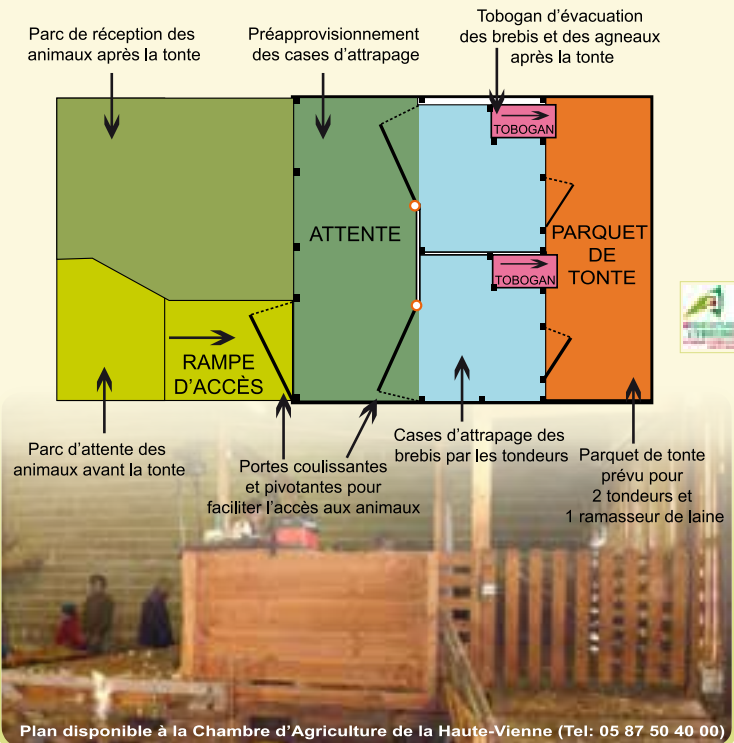 Parc de réception des
animaux après la tonte
Préapprovisionnement
des cases d'attrapage
Tobogan d'évacuation
des brebis et des agneaux
après la tonte
TOBOGAN
ATTENTE
PARQUET
DE
TONTE
TOBOGAN
RAMPE
D'ACCÈS
Parc d'attente des
animaux avant la tonte
Portes coulissantes
et pivotantes pour
faciliter l'accès aux animaux
Cases d'attrapage des
brebis par les tondeurs
Parquet de tonte
prévu pour
2 tondeurs et
1 ramasseur de laine
Plan disponible à la Chambre d'Agriculture de la Haute-Vienne (Tel: 05 87 50 40 00)